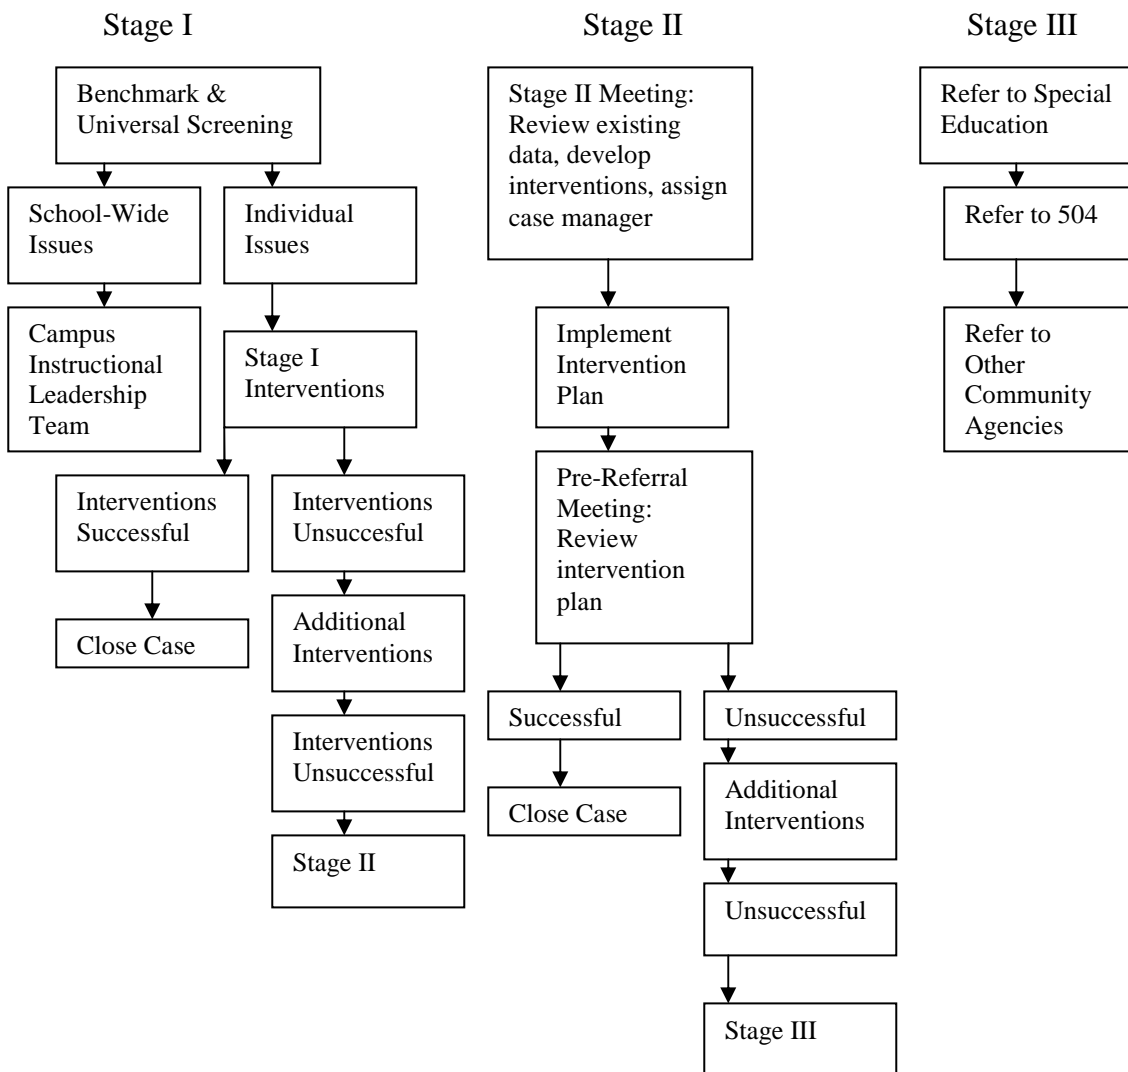 Stage I
Benchmark &
Universal Screening
School-Wide
Issues
Individual
Issues
Campus
Instructional
Leadership
Team
Stage I
Interventions
Interventions
Successful
Interventions
Unsuccesful
Close Case
Additional
Interventions
Interventions
Unsuccessful
Stage II
Stage II
Stage II Meeting:
Review existing
data, develop
interventions, assign
case manager
Implement
Intervention
Plan
Pre-Referral
Meeting:
Review
intervention
plan
Successful
Unsuccessful
Close Case
Additional
Interventions
Unsuccessful
Stage III
Stage III
Refer to Special
Education
Refer to 504
Refer to
Other
Community
Agencies